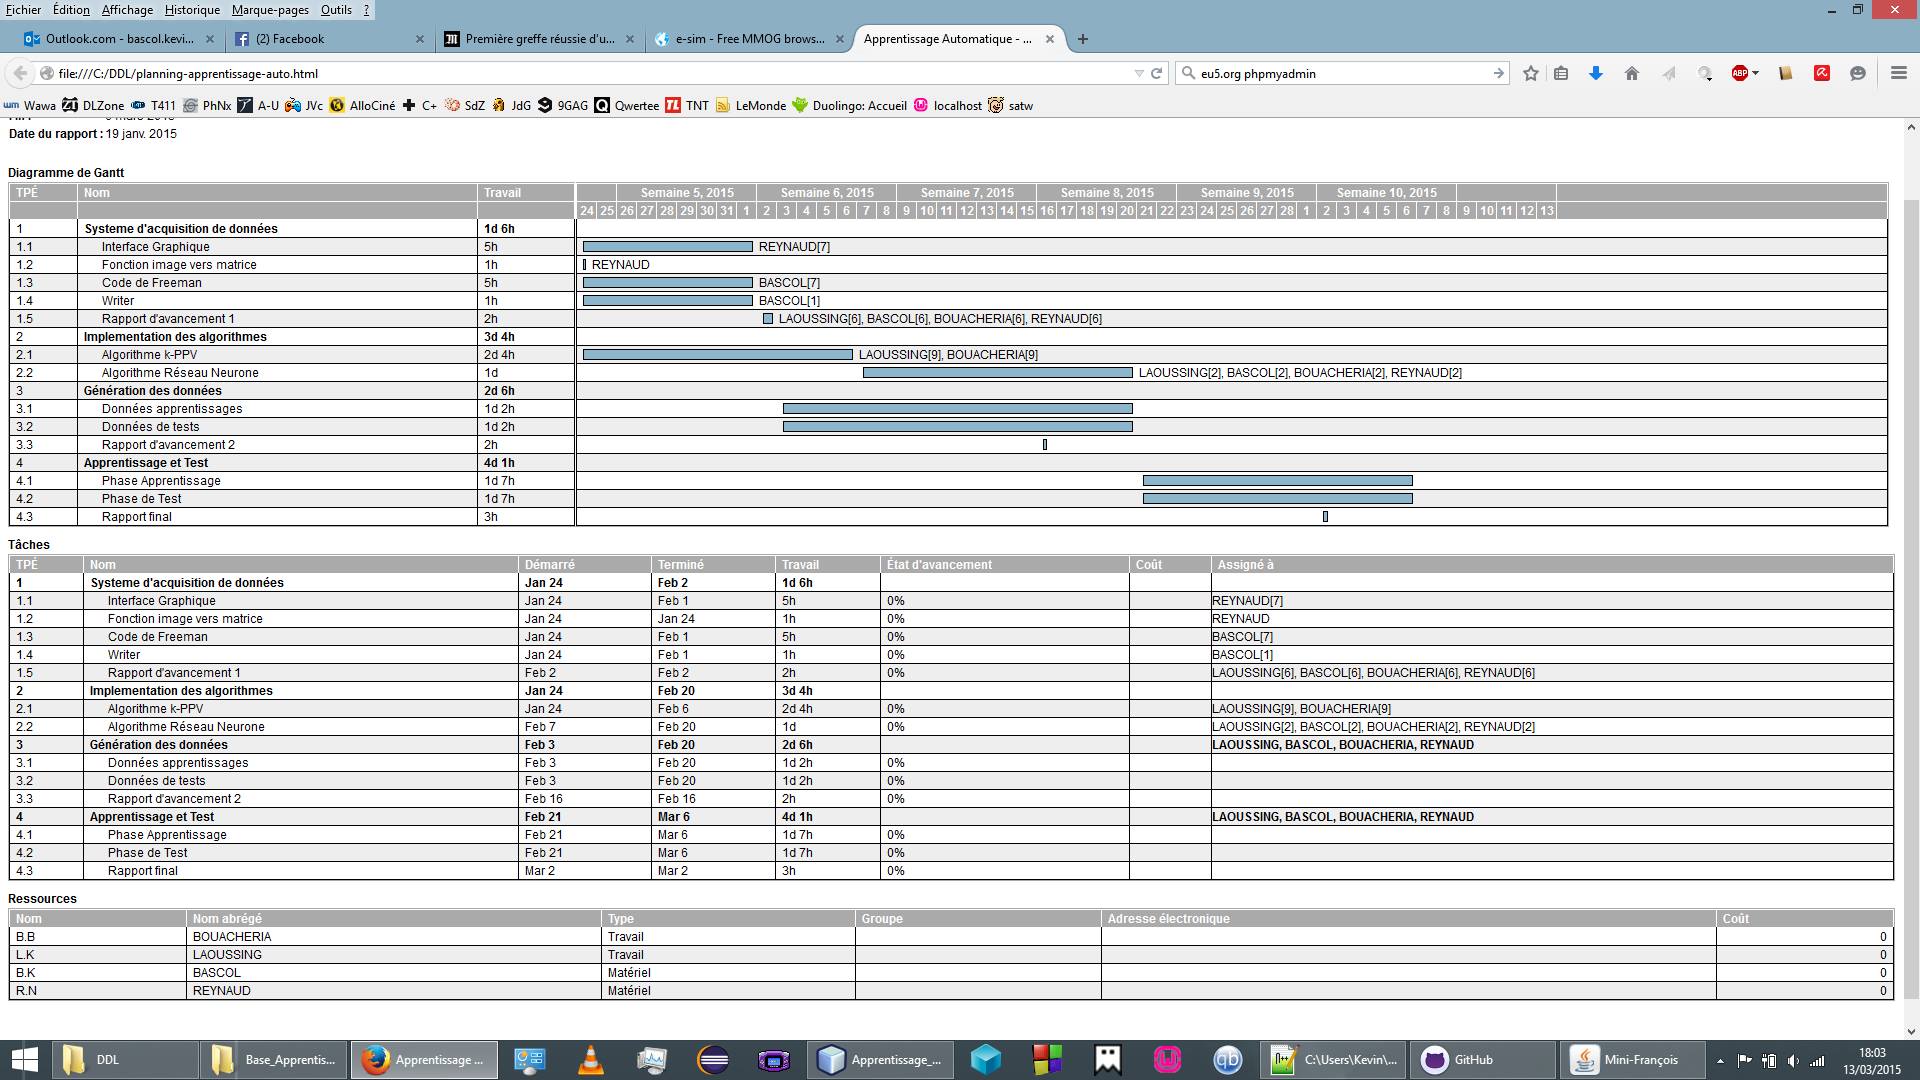 Fichier Édition Affichage Historique Marque-pages Outils ?
Outlook.com - bascol.kevi... (2) Facebook Première greffe réussie d'u... e-sim - Free MMOG brows... Apprentissage Automatique - ...
file:///C:/DDL/planning-apprentissage-auto.html eu5.org phpmyadmin ABP
Wawa DLZone T411 PhNx A-U JVc AlloCiné C+ SdZ JdG 9GAG Qwertee TNT LeMonde Duolingo: Accueil localhost satw
Date du rapport : 19 janv. 2015
Diagramme de Gantt
TPÉ Nom Travail Semaine 5, 2015 Semaine 6, 2015 Semaine 7, 2015 Semaine 8, 2015 Semaine 9, 2015 Semaine 10, 2015
24 25 26 27 28 29 30 31 1 2 3 4 5 6 7 8 9 10 11 12 13 14 15 16 17 18 19 20 21 22 23 24 25 26 27 28 1 2 3 4 5 6 7 8 9 10 11 12 13
1 Systeme d'acquisition de données 1d 6h
1.1 Interface Graphique 5h REYNAUD[7]
1.2 Fonction image vers matrice 1h REYNAUD
1.3 Code de Freeman 5h BASCOL[7]
1.4 Writer 1h BASCOL[1]
1.5 Rapport d'avancement 1 2h LAOUSSING[6], BASCOL[6], BOUACHERIA[6], REYNAUD[6]
2 Implementation des algorithmes 3d 4h
2.1 Algorithme k-PPV 2d 4h LAOUSSING[9], BOUACHERIA[9]
2.2 Algorithme Réseau Neurone 1d LAOUSSING[2], BASCOL[2], BOUACHERIA[2], REYNAUD[2]
3 Génération des données 2d 6h
3.1 Données apprentissages 1d 2h
3.2 Données de tests 1d 2h
3.3 Rapport d'avancement 2 2h
4 Apprentissage et Test 4d 1h
4.1 Phase Apprentissage 1d 7h
4.2 Phase de Test 1d 7h
4.3 Rapport final 3h
Tâches
TPÉ Nom Démarré Terminé Travail État d'avancement Coût Assigné à
1 Systeme d'acquisition de données Jan 24 Feb 2 1d 6h
1.1 Interface Graphique Jan 24 Feb 1 5h 0% REYNAUD[7]
1.2 Fonction image vers matrice Jan 24 Jan 24 1h 0% REYNAUD
1.3 Code de Freeman Jan 24 Feb 1 5h 0% BASCOL[7]
1.4 Writer Jan 24 Feb 1 1h 0% BASCOL[1]
1.5 Rapport d'avancement 1 Feb 2 Feb 2 2h 0% LAOUSSING[6], BASCOL[6], BOUACHERIA[6], REYNAUD[6]
2 Implementation des algorithmes Jan 24 Feb 20 3d 4h
2.1 Algorithme k-PPV Jan 24 Feb 6 2d 4h 0% LAOUSSING[9], BOUACHERIA[9]
2.2 Algorithme Réseau Neurone Feb 7 Feb 20 1d 0% LAOUSSING[2], BASCOL[2], BOUACHERIA[2], REYNAUD[2]
3 Génération des données Feb 3 Feb 20 2d 6h LAOUSSING, BASCOL, BOUACHERIA, REYNAUD
3.1 Données apprentissages Feb 3 Feb 20 1d 2h 0%
3.2 Données de tests Feb 3 Feb 20 1d 2h 0%
3.3 Rapport d'avancement 2 Feb 16 Feb 16 2h 0%
4 Apprentissage et Test Feb 21 Mar 6 4d 1h LAOUSSING, BASCOL, BOUACHERIA, REYNAUD
4.1 Phase Apprentissage Feb 21 Mar 6 1d 7h 0%
4.2 Phase de Test Feb 21 Mar 6 1d 7h 0%
4.3 Rapport final Mar 2 Mar 2 3h 0%
Ressources
Nom Nom abrégé Type Groupe Adresse électronique Coût
B.B BOUACHERIA Travail 0
L.K LAOUSSING Travail 0
B.K BASCOL Matériel 0
R.N REYNAUD Matériel 0
DDL Base_Apprentis... Apprentissage ... Apprentissage_... qb C:\Users\Kevin\... GitHub Mini-François 18:03
13/03/2015